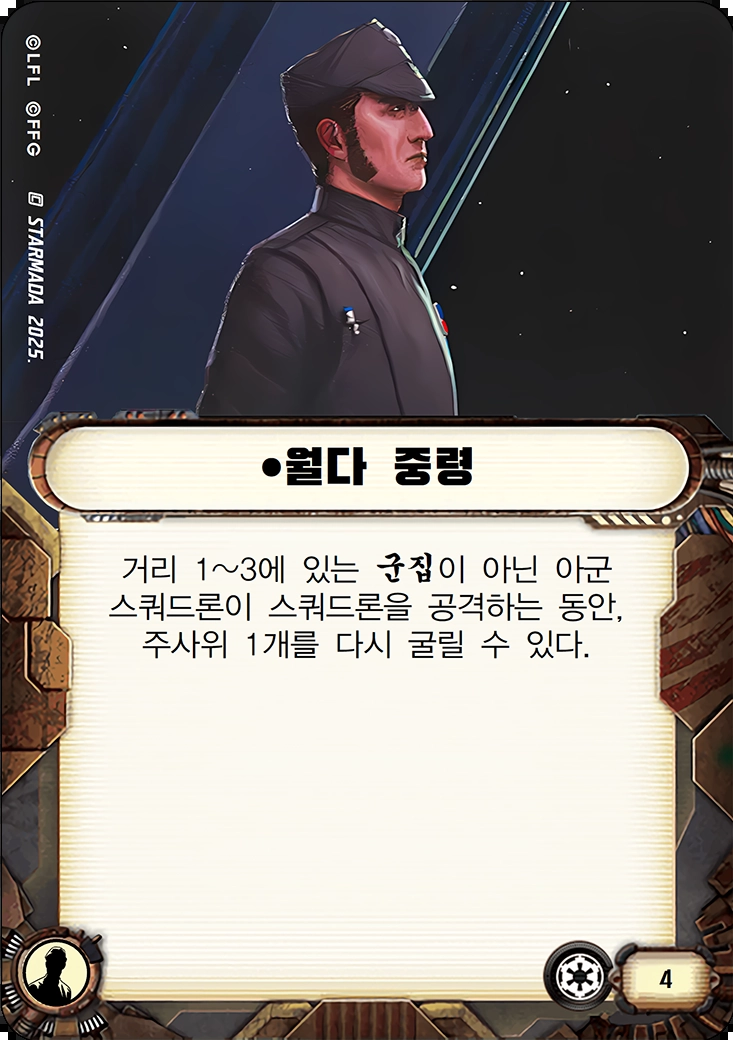 ©LFL ©FFG STARMADA 2025.
•월다 중령
거리 1~3에 있는 군집이 아닌 아군
스쿼드론이 스쿼드론을 공격하는 동안,
주사위 1개를 다시 굴릴 수 있다.
4